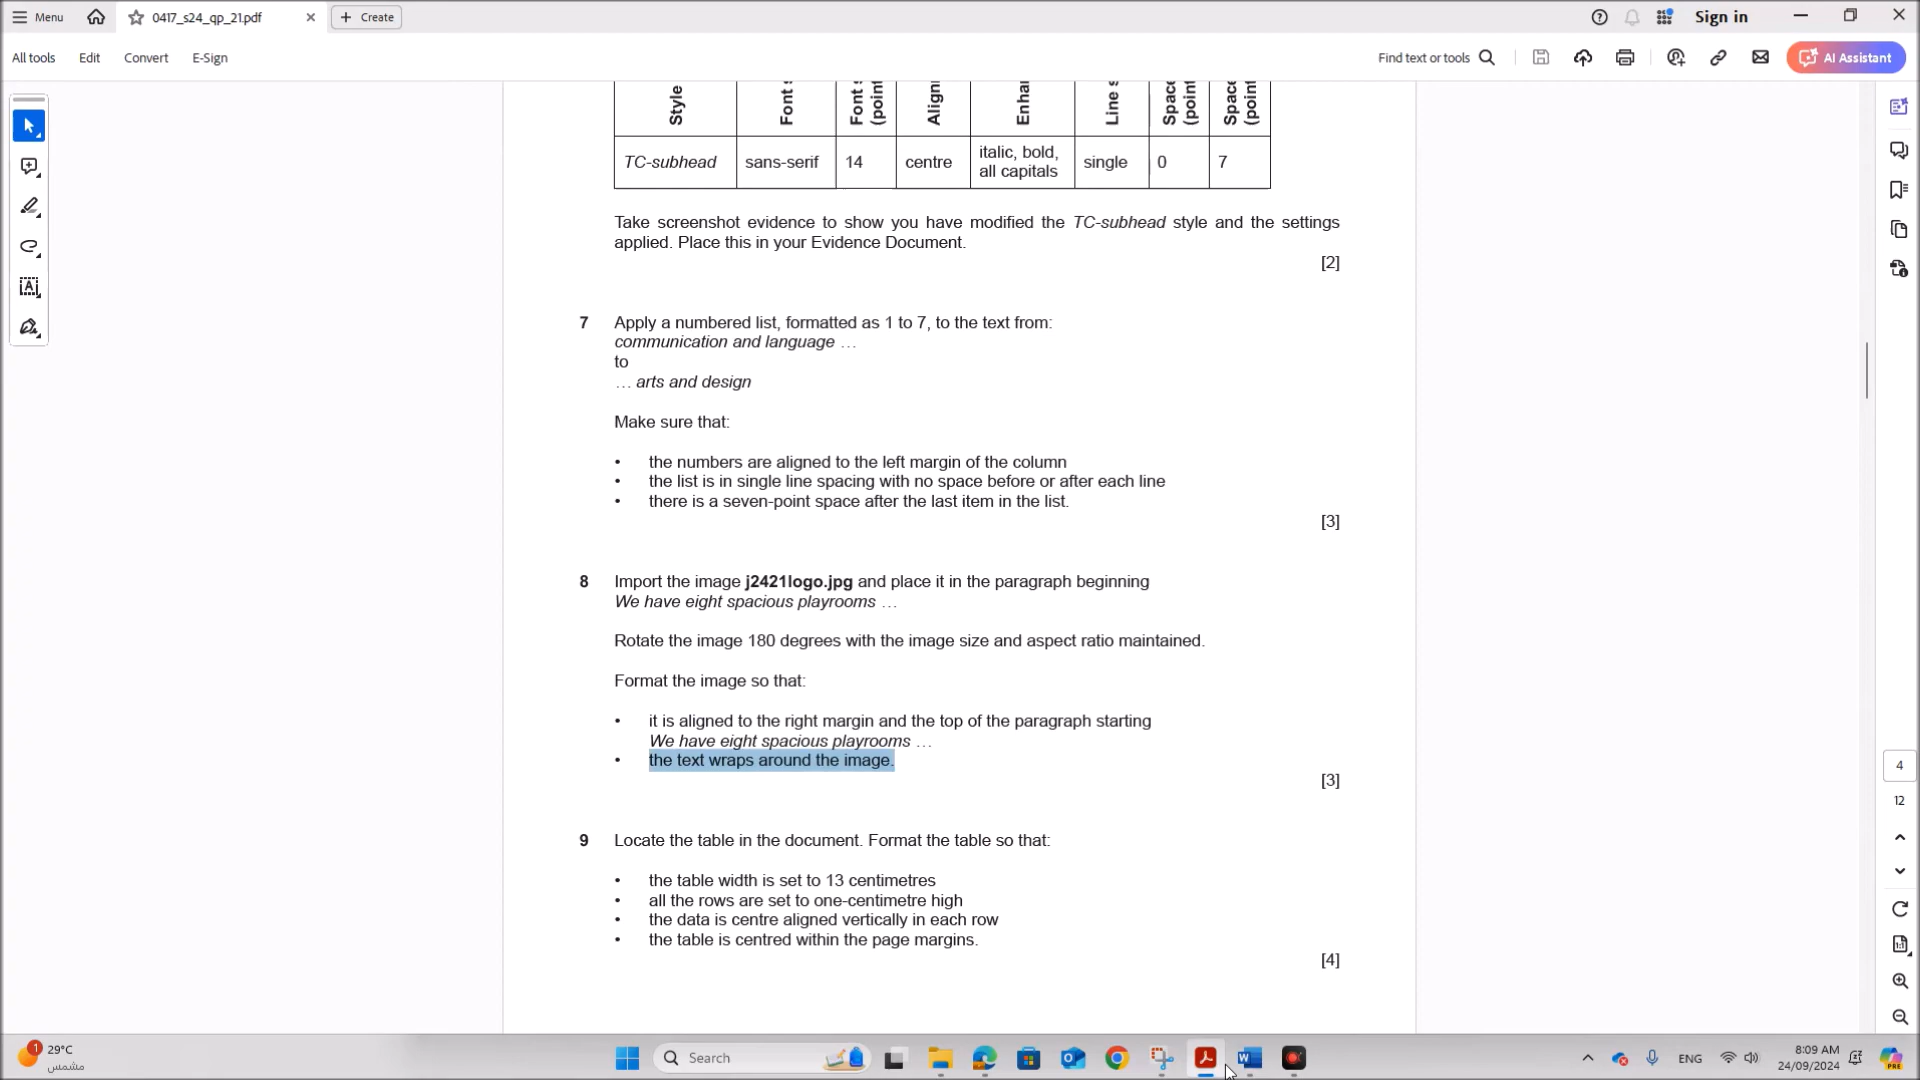 Menu
0417_s24_qp_21.pdf
Create
Sign in
All tools Edit Convert E-Sign
Find text or tools
AI Assistant
Style
Font s
Font s
(point
Aligni
Enhan
Line s
Space
(point
Space
(point
TC-subhead sans-serif 14 centre italic, bold, all capitals single 0 7
Take screenshot evidence to show you have modified the TC-subhead style and the settings
applied. Place this in your Evidence Document.
[2]
7 Apply a numbered list, formatted as 1 to 7, to the text from:
communication and language …
to
… arts and design
Make sure that:
• the numbers are aligned to the left margin of the column
• the list is in single line spacing with no space before or after each line
• there is a seven-point space after the last item in the list.
[3]
8 Import the image j2421logo.jpg and place it in the paragraph beginning
We have eight spacious playrooms …
Rotate the image 180 degrees with the image size and aspect ratio maintained.
Format the image so that:
• it is aligned to the right margin and the top of the paragraph starting
We have eight spacious playrooms …
• the text wraps around the image.
[3]
9 Locate the table in the document. Format the table so that:
• the table width is set to 13 centimetres
• all the rows are set to one-centimetre high
• the data is centre aligned vertically in each row
• the table is centred within the page margins.
[4]
4
12
1
29°C
مشمس
Search
ENG
8:09 AM
24/09/2024